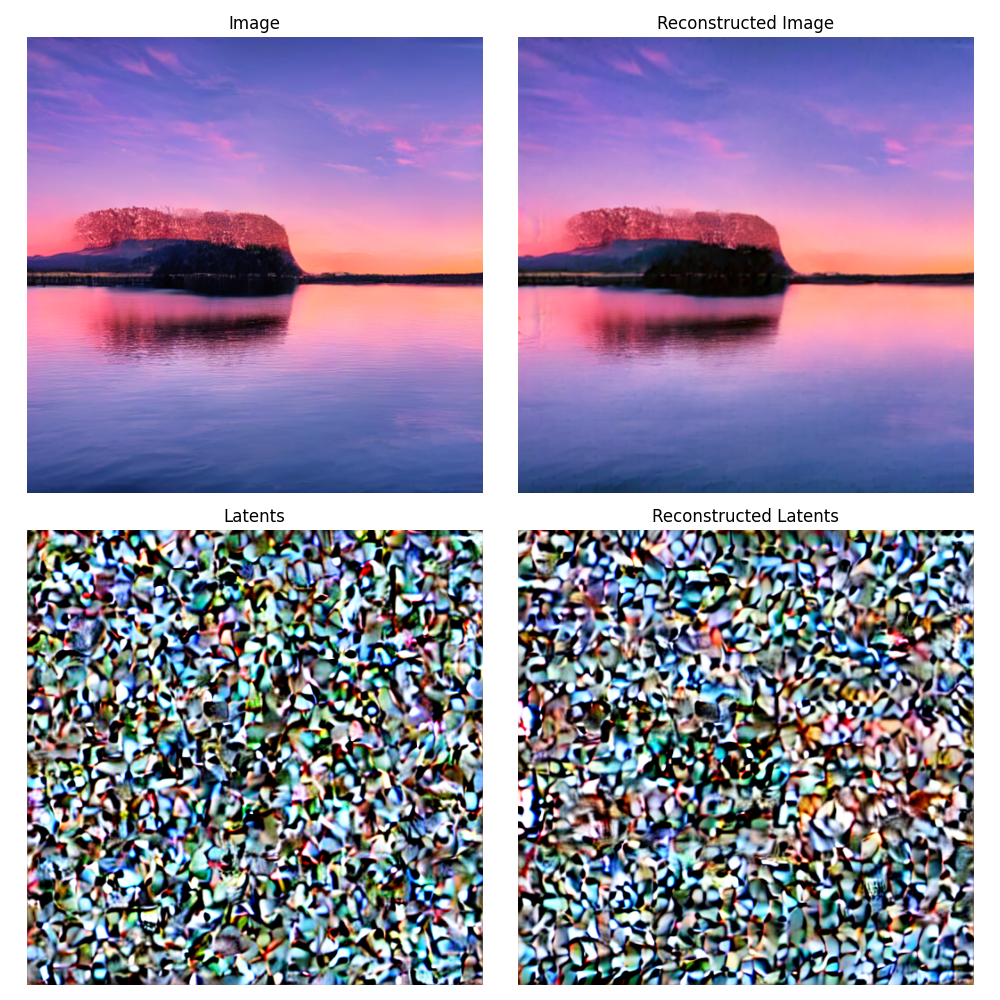 Image
Reconstructed Image
Latents
Reconstructed Latents